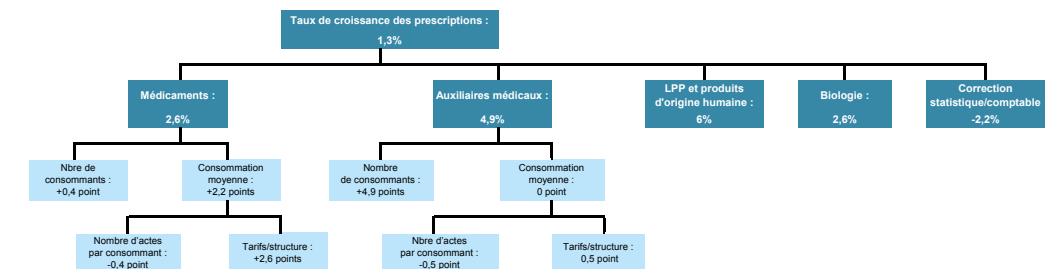 Taux de croissance des prescriptions :
1,3%
Médicaments :
2,6%
Auxiliaires médicaux :
4,9%
LPP et produits
d'origine humaine :
6%
Biologie :
2,6%
Correction
statistique/comptable
-2,2%
Nbre de
consommants :
+0,4 point
Consommation
moyenne :
+2,2 points
Nombre
de consommants :
+4,9 points
Consommation
moyenne :
0 point
Nombre d'actes
par consommant :
-0,4 point
Tarifs/structure :
+2,6 points
Nbre d'actes
par consommant :
-0,5 point
Tarifs/structure :
0,5 point